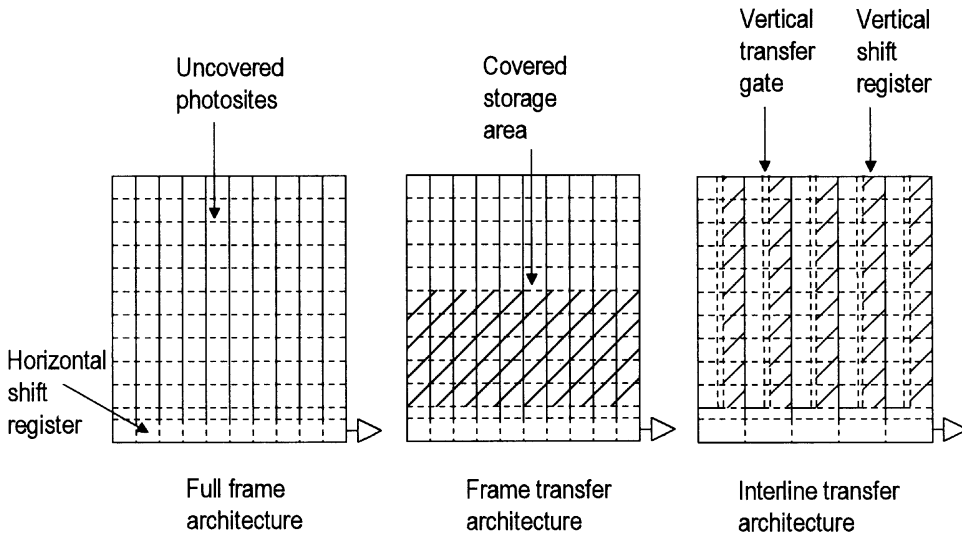 Uncovered
photosites
Covered
storage
area
Vertical
transfer
gate
Vertical
shift
register
Horizontal
shift
register
Full frame
architecture
Frame transfer
architecture
Interline transfer
architecture